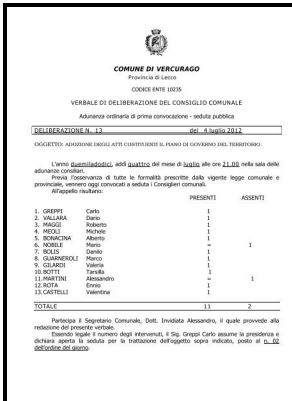 COMUNE DI VERCURAGO
Provincia di Lecco
CODICE ENTE 10235
VERBALE DI DELIBERAZIONE DEL CONSIGLIO COMUNALE
Adunanza ordinaria di prima convocazione - seduta pubblica
DELIBERAZIONE N. 13 del 4 luglio 2012
OGGETTO: ADOZIONE DEGLI ATTI COSTITUENTI IL PIANO DI GOVERNO DEL TERRITORIO.
L'anno duemiladodici, addì quattro del mese di luglio alle ore 21.00 nella sala delle
adunanze consiliari.
Previa l'osservanza di tutte le formalità prescritte dalla vigente legge comunale e
provinciale, vennero oggi convocati a seduta i Consiglieri comunali.
All'appello risultano:
PRESENTI ASSENTI
1. GREPPI Carlo 1
2. VALLARA Dario 1
3. MAGGI Roberto 1
4. MEOLI Michele 1
5. BONACINA Alberto 1
6. NOBILE Mario = 1
7. BOLIS Danilo 1
8. GUARNEROLI Marco 1
9. GILARDI Valeria 1
10. BOTTI Tarsilla 1
11. MARTINI Alessandro = 1
12. ROTA Ennio 1
13. CASTELLI Valentina 1
TOTALE 11 2
Partecipa il Segretario Comunale, Dott. Invidiata Alessandro, il quale provvede alla
redazione del presente verbale.
Essendo legale il numero degli intervenuti, il Sig. Greppi Carlo assume la presidenza e
dichiara aperta la seduta per la trattazione dell'oggetto sopra indicato, posto al n. 02
dell'ordine del giorno.